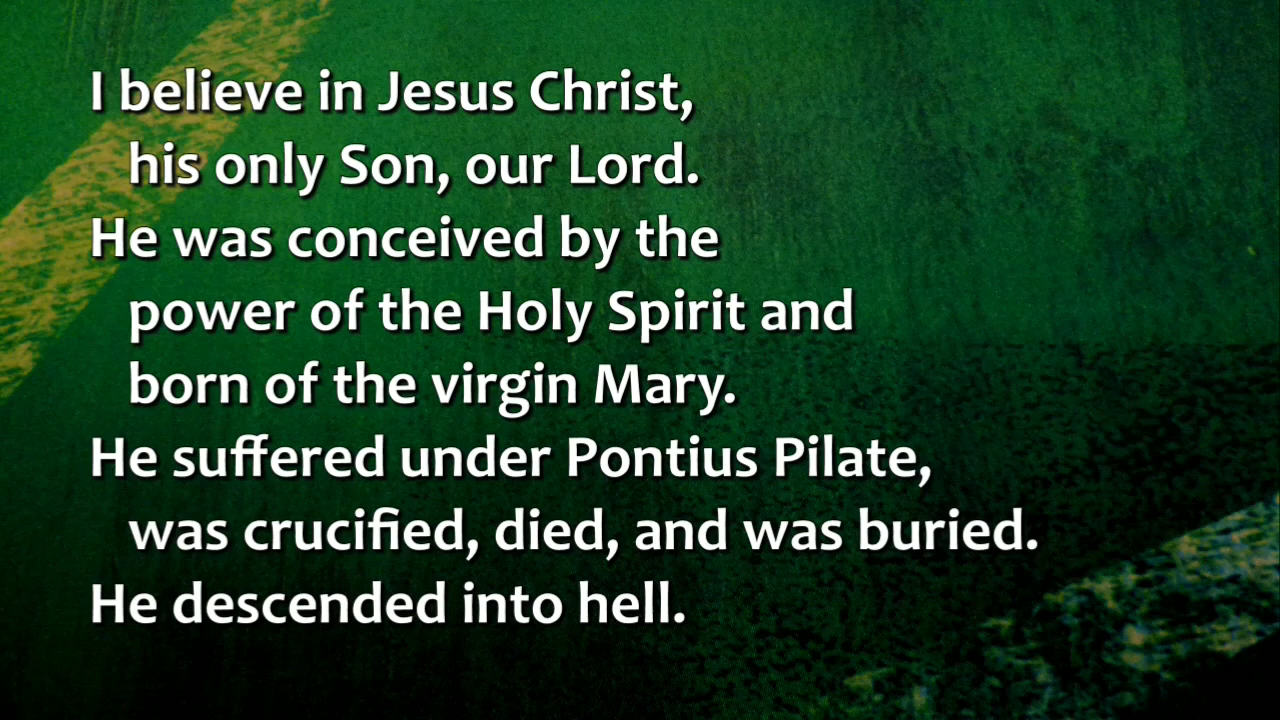 I believe in Jesus Christ,
his only Son, our Lord.
He was conceived by the
power of the Holy Spirit and
born of the virgin Mary.
He suffered under Pontius Pilate,
was crucified, died, and was buried.
He descended into hell.